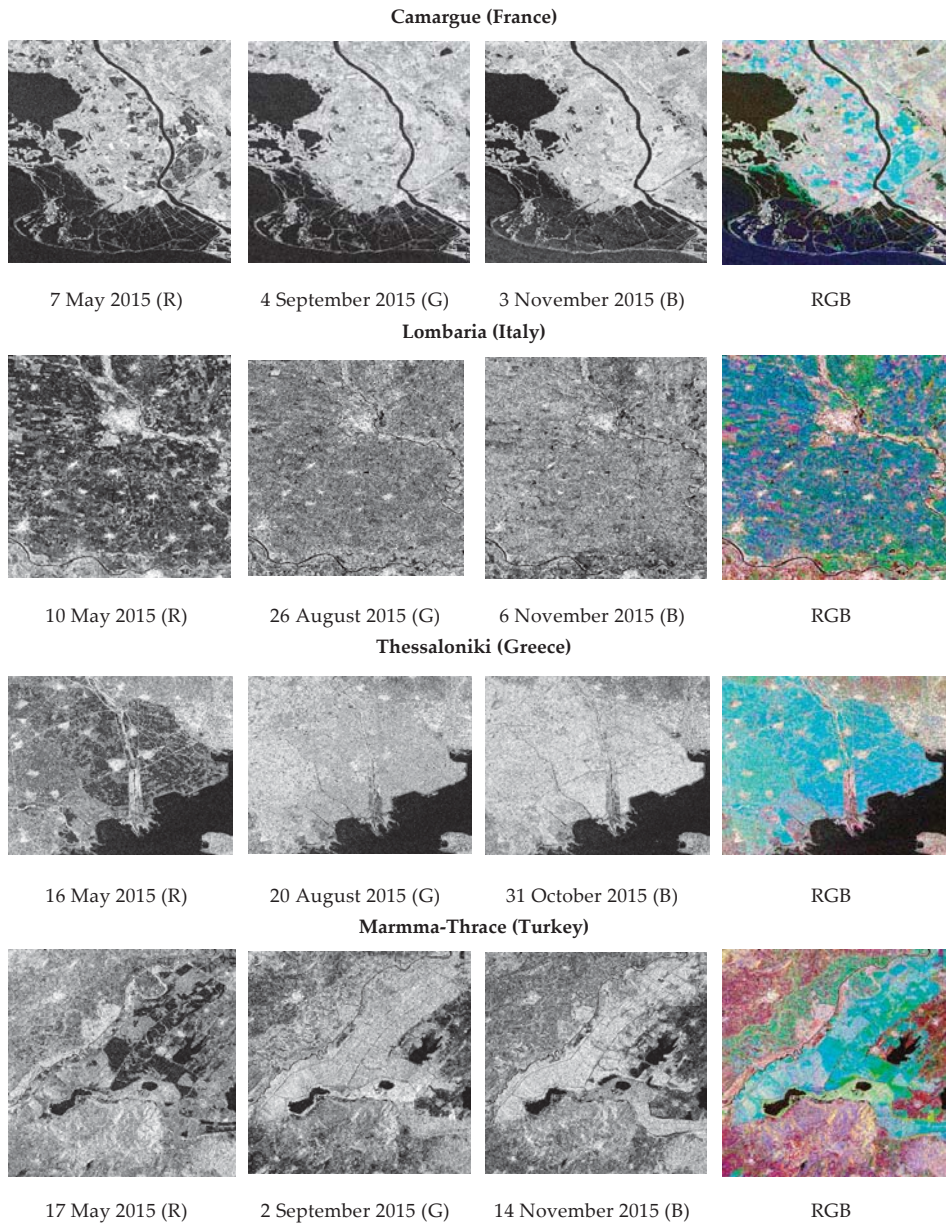 Camargue (France)
7 May 2015 (R) 4 September 2015 (G) 3 November 2015 (B) RGB
Lombaria (Italy)
10 May 2015 (R) 26 August 2015 (G) 6 November 2015 (B) RGB
Thessaloniki (Greece)
16 May 2015 (R) 20 August 2015 (G) 31 October 2015 (B) RGB
Marmma-Thrace (Turkey)
17 May 2015 (R) 2 September 2015 (G) 14 November 2015 (B) RGB